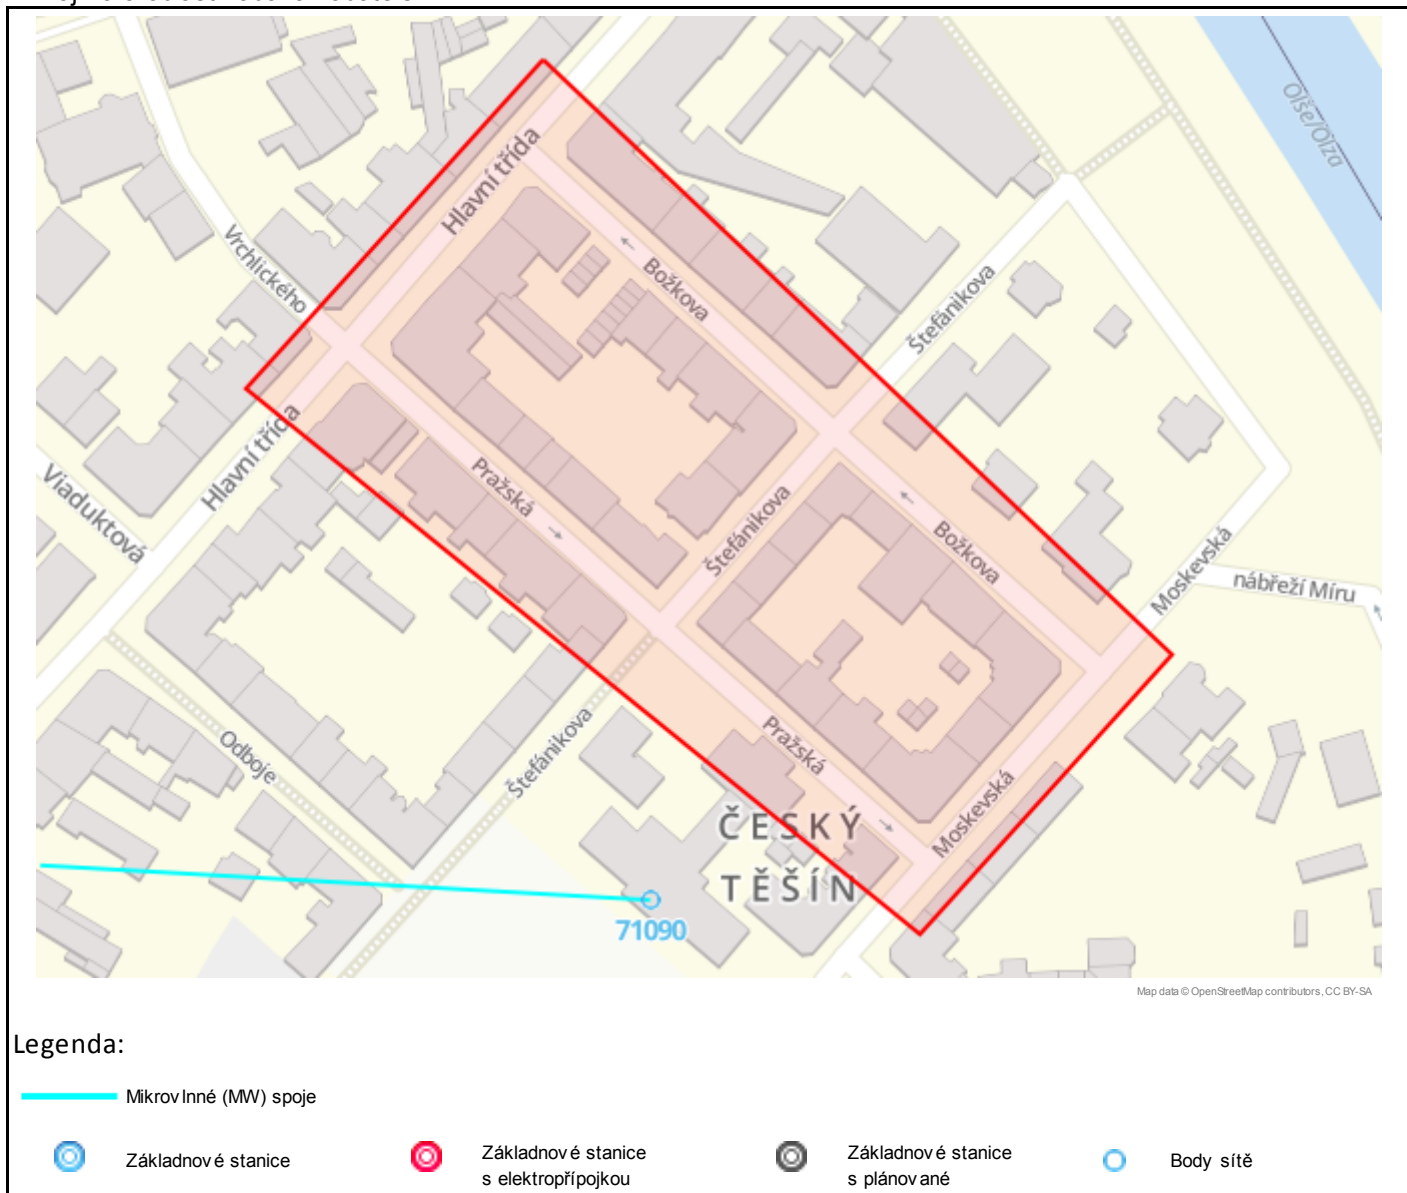 Olše/Olza
Hlavní třída
Vrchlického
Božkova
Štefánikova
Hlavní třída
Viaduktová
Pražská
Štefánikova
Božkova
Moskevská
nábřeží Míru
Odboje
Štefánikova
Pražská
Moskevská
ČESKÝ
TĚŠÍN
71090
Map data © OpenStreetMap contributors, CC BY-SA
Legenda:
Mikrovlnné (MW) spoje
Základnové stanice
Základnové stanice
s elektropřípojkou
Základnové stanice
s plánované
Body sítě